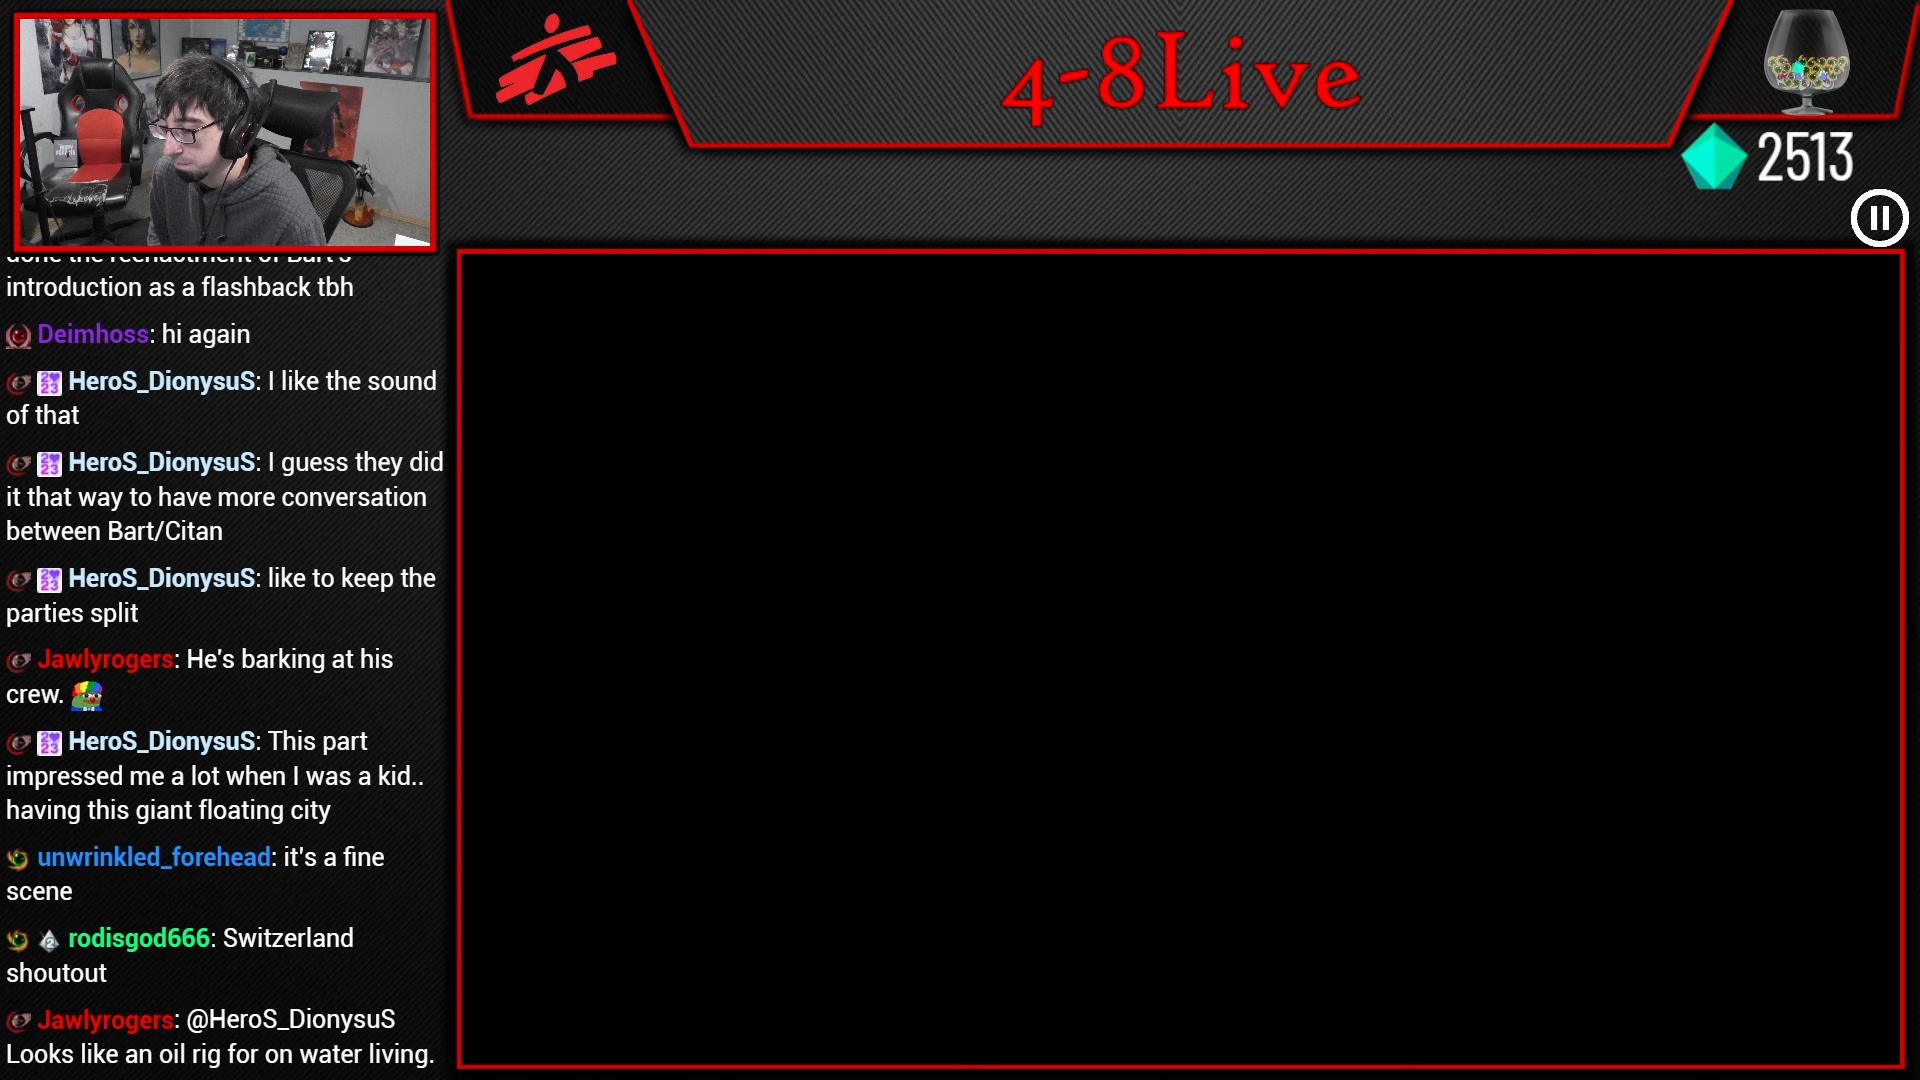 4-8Live
2513
introduction as a flashback tbh
Deimhoss: hi again
HeroS_DionysuS: I like the sound
of that
HeroS_DionysuS: I guess they did
it that way to have more conversation
between Bart/Citan
HeroS_DionysuS: like to keep the
parties split
Jawlyrogers: He's barking at his
crew.
HeroS_DionysuS: This part
impressed me a lot when I was a kid..
having this giant floating city
unwrinkled_forehead: it's a fine
scene
rodisgod666: Switzerland
shoutout
Jawlyrogers: @HeroS_DionysuS
Looks like an oil rig for on water living.